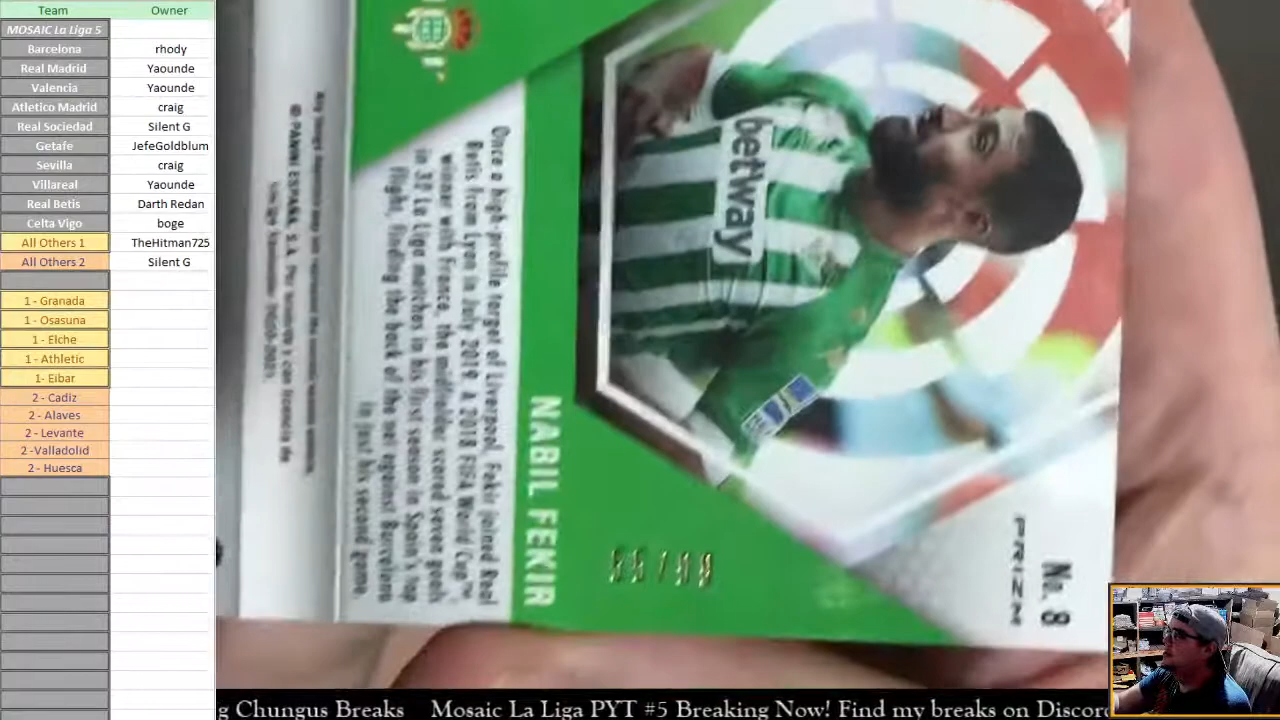 Team Owner
MOSAIC La Liga 5
Barcelona rhody
Real Madrid Yaounde
Valencia Yaounde
Atletico Madrid craig
Real Sociedad Silent G
Getafe JefeGoldblum
Sevilla craig
Villareal Yaounde
Real Betis Darth Redan
Celta Vigo boge
All Others 1 TheHitman725
All Others 2 Silent G
1 - Granada
1 - Osasuna
1 - Elche
1 - Athletic
1- Eibar
2 - Cadiz
2 - Alaves
2 - Levante
2 -Valladolid
2 - Huesca
betway
No. 8
PRIZM
NABIL FEKIR
Once a high-profile target of Liverpool, Fekir joined Real
Betis from Lyon in July 2019. A 2018 FIFA World Cup™
winner with France, the midfielder scored seven goals
in 32 La Liga matches in his first season in Spain's top
flight, finding the back of the net against Barcelona
in just his second game.
© PANINI ESPAÑA, S.A. Por
g Chungus Breaks Mosaic La Liga PYT #5 Breaking Now! Find my breaks on Discor